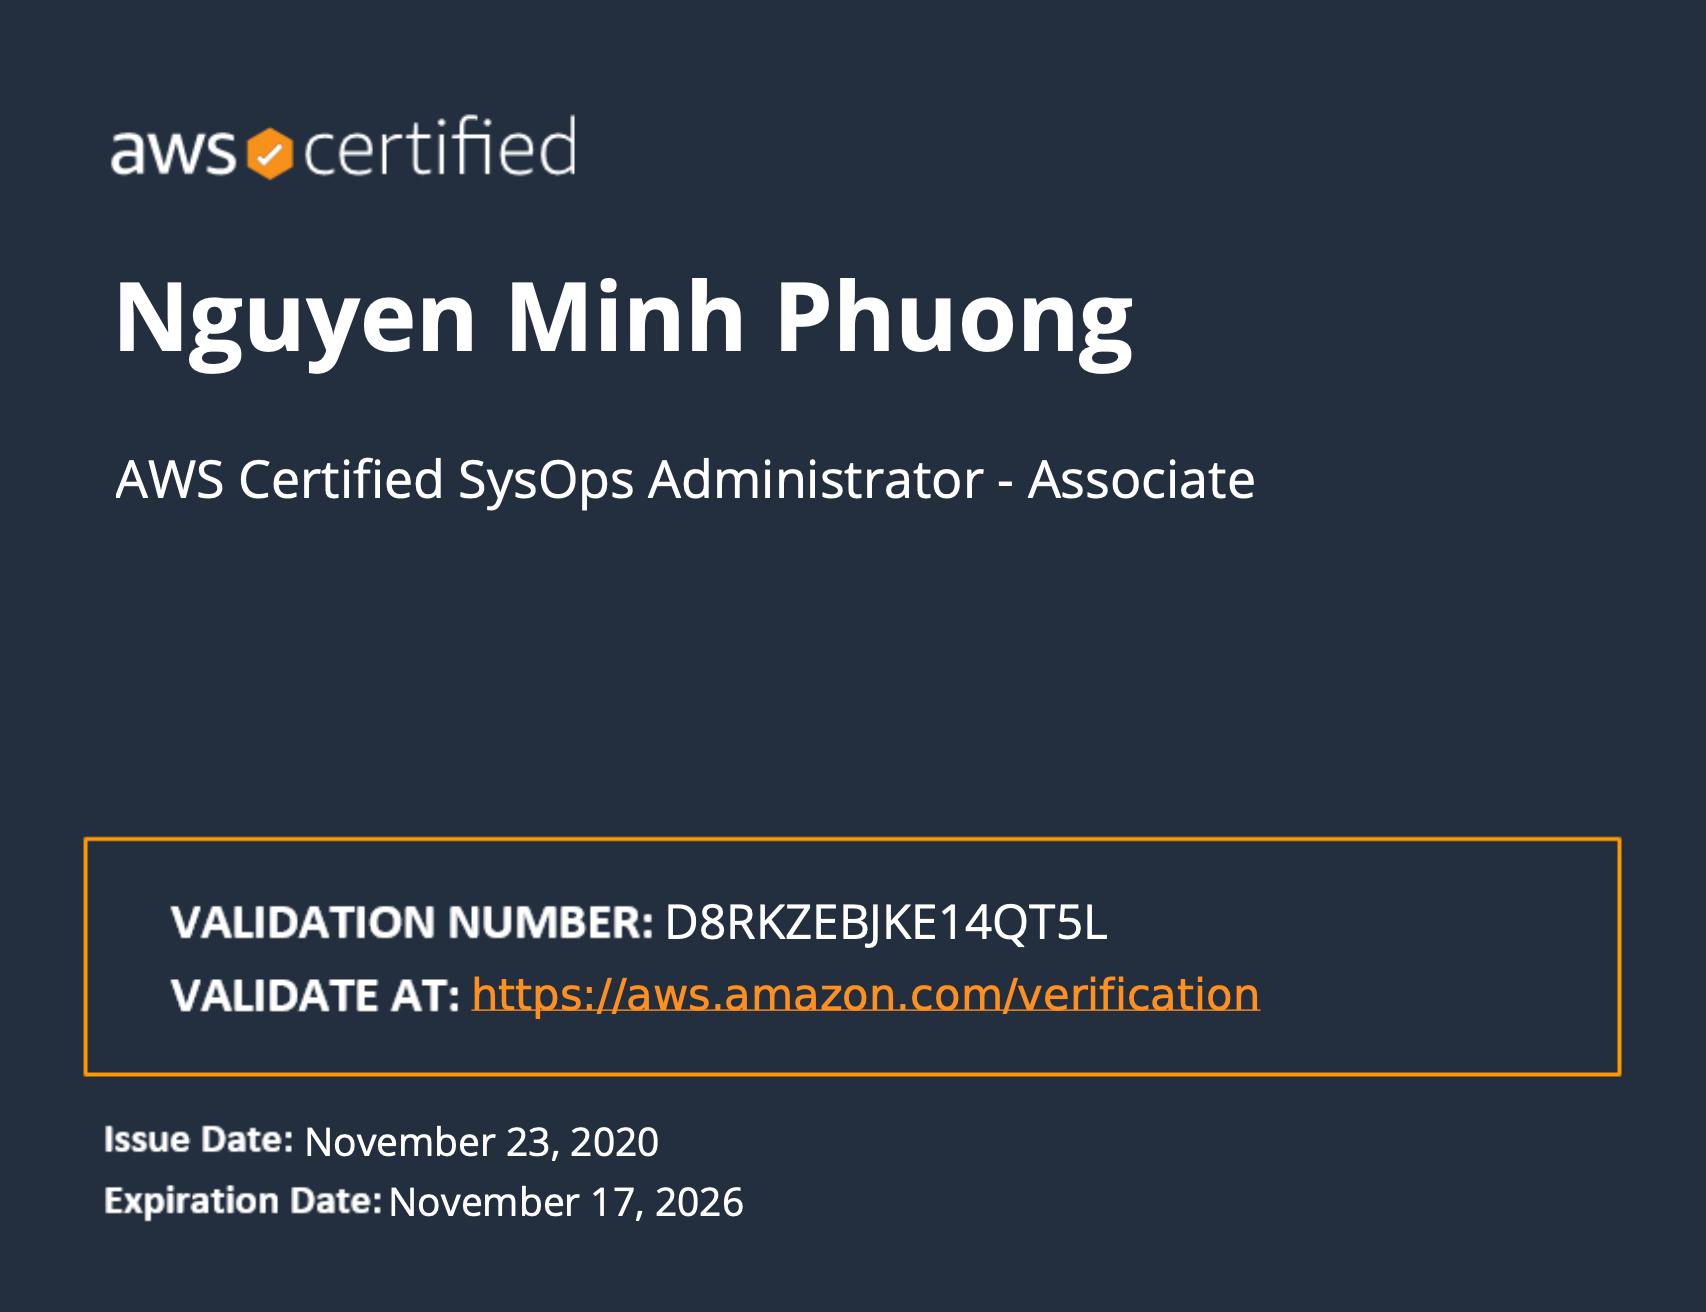 aws certified
Nguyen Minh Phuong
AWS Certified SysOps Administrator - Associate
VALIDATION NUMBER: D8RKZEBJKE14QT5L
VALIDATE AT: https://aws.amazon.com/verification
Issue Date: November 23, 2020
Expiration Date: November 17, 2026